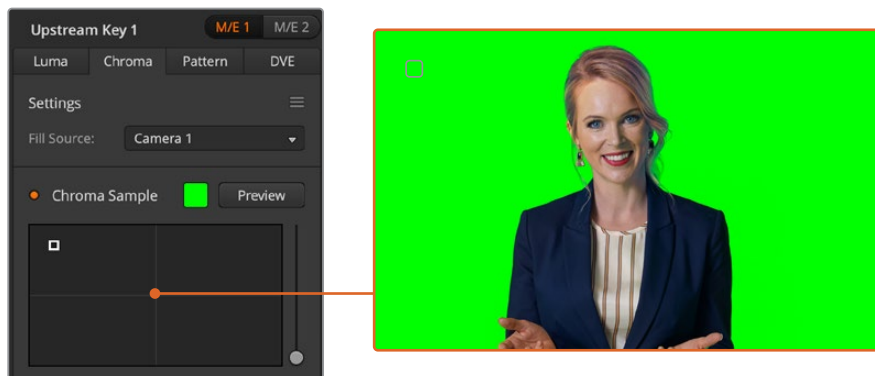 Upstream Key 1 M/E 1 M/E 2
Luma Chroma Pattern DVE
Settings
Fill Source: Camera 1
Chroma Sample Preview